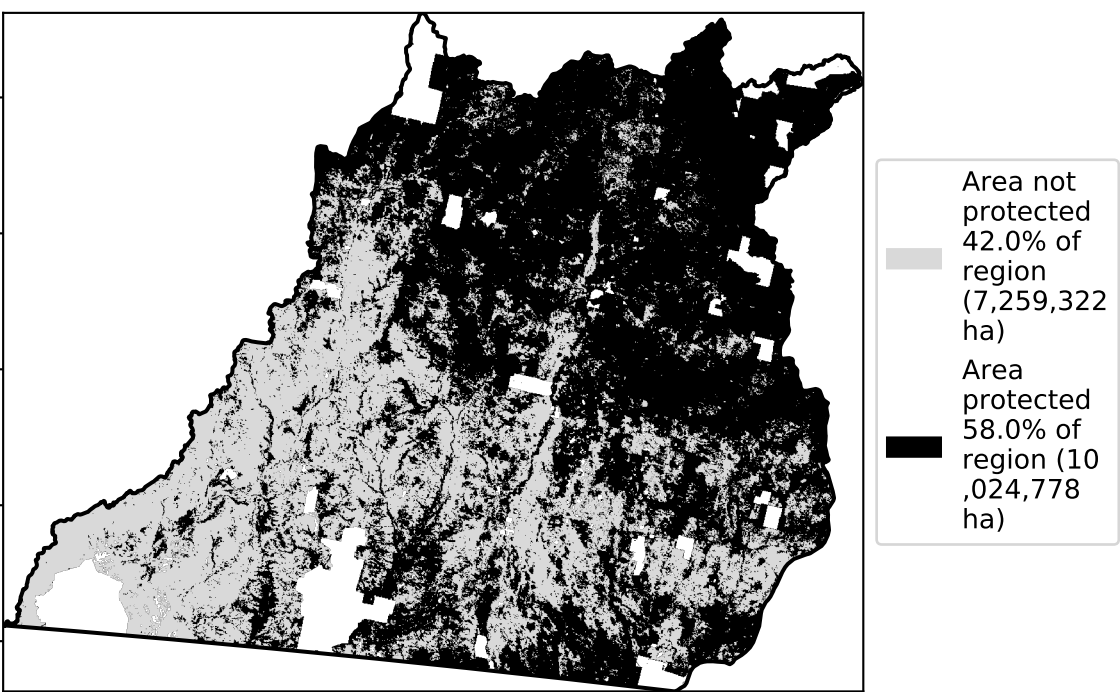 Area not
protected
42.0% of
region
(7,259,322
ha)
Area
protected
58.0% of
region (10
,024,778
ha)